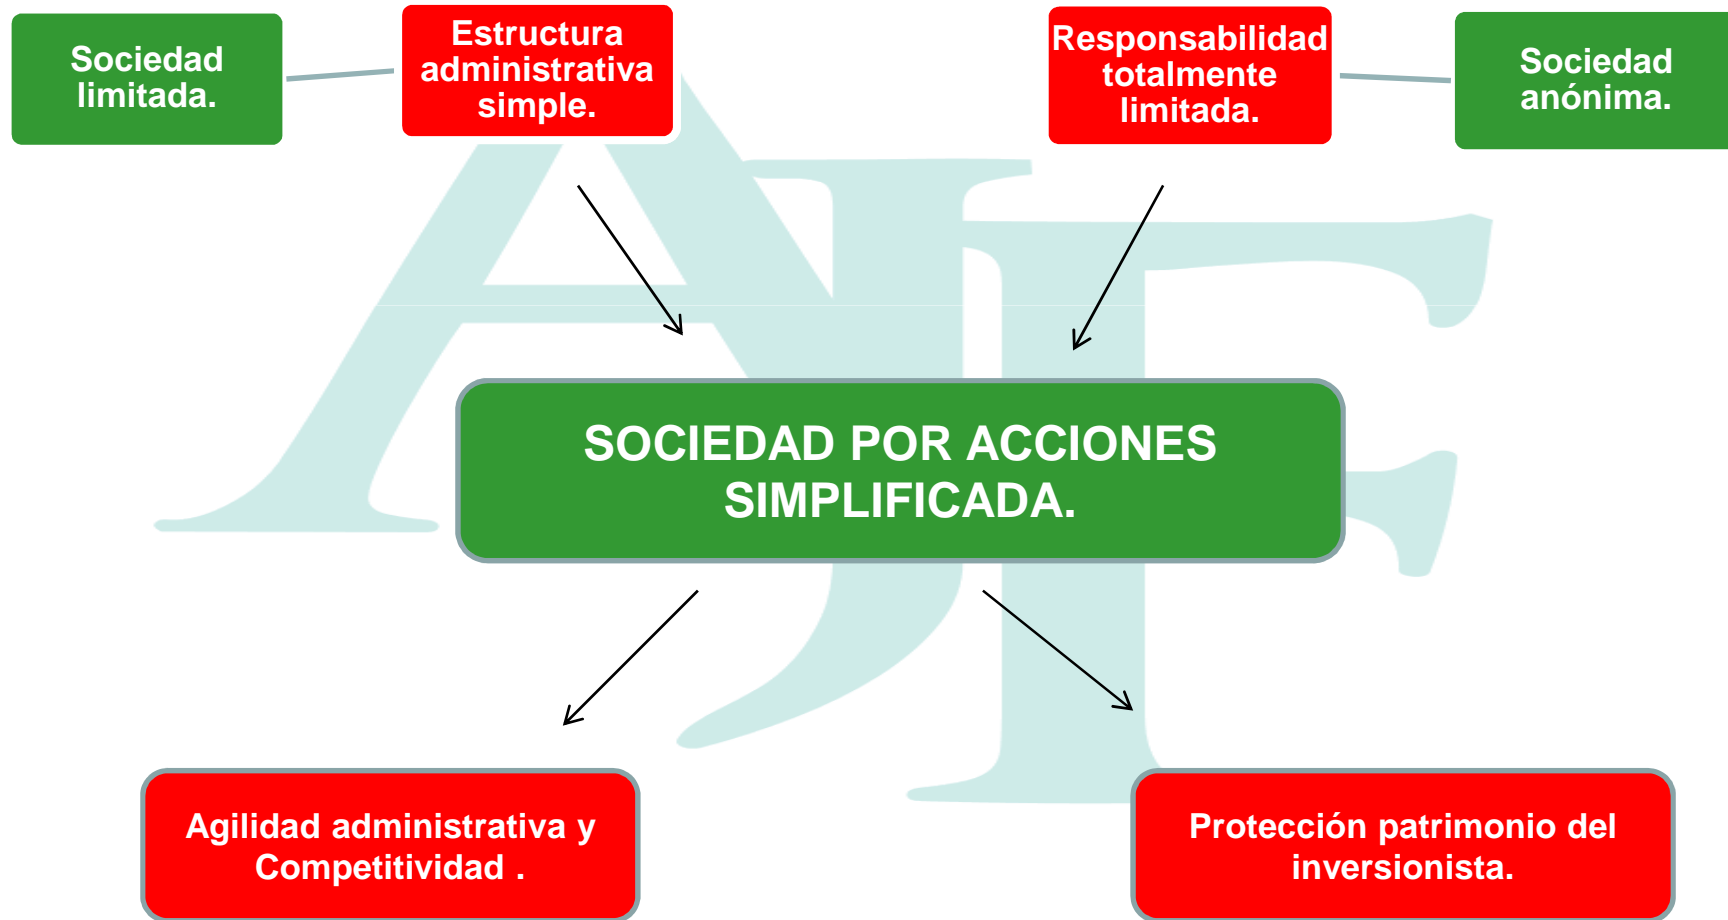 Sociedad
limitada.
Estructura
administrativa
simple.
Responsabilidad
totalmente
limitada.
Sociedad
anónima.
AJF
SOCIEDAD POR ACCIONES
SIMPLIFICADA.
Agilidad administrativa y
Competitividad .
Protección patrimonio del
inversionista.